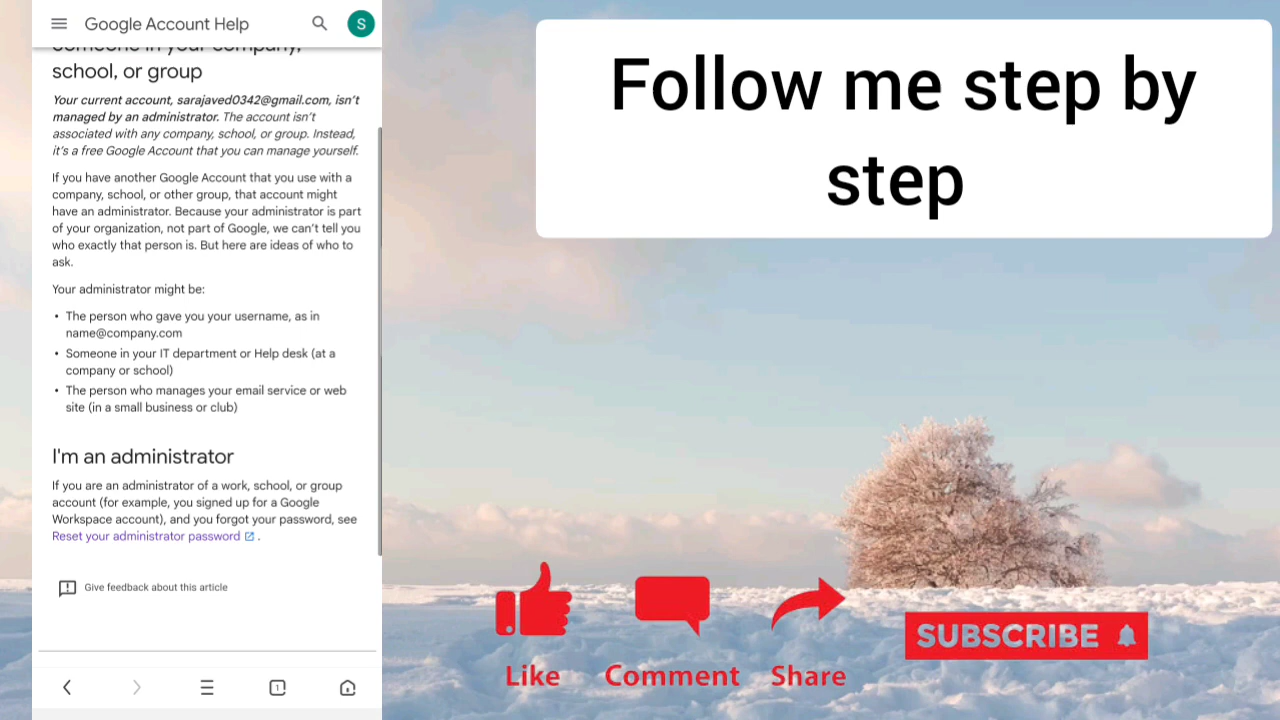 Google Account Help
S
Someone in your company,
school, or group
Your current account, sarajaved0342@gmail.com, isn't
managed by an administrator. The account isn't
associated with any company, school, or group. Instead,
it's a free Google Account that you can manage yourself.
If you have another Google Account that you use with a
company, school, or other group, that account might
have an administrator. Because your administrator is part
of your organization, not part of Google, we can't tell you
who exactly that person is. But here are ideas of who to
ask.
Your administrator might be:
• The person who gave you your username, as in
name@company.com
• Someone in your IT department or Help desk (at a
company or school)
• The person who manages your email service or web
site (in a small business or club)
I'm an administrator
If you are an administrator of a work, school, or group
account (for example, you signed up for a Google
Workspace account), and you forgot your password, see
Reset your administrator password .
Give feedback about this article
1
Follow me step by
step
Like
Comment
Share
SUBSCRIBE